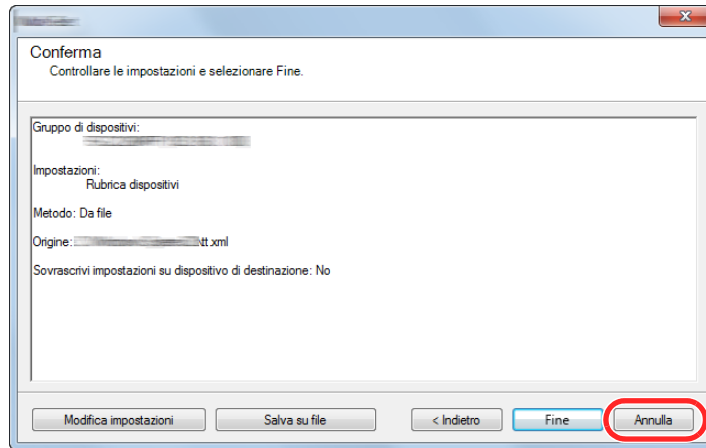 Conferma
Controllare le impostazioni e selezionare Fine.
Gruppo di dispositivi:
Impostazioni:
Rubrica dispositivi
Metodo: Da file
Origine: \tt.xml
Sovrascrivi impostazioni su dispositivo di destinazione: No
Modifica impostazioni
Salva su file
< Indietro
Fine
Annulla